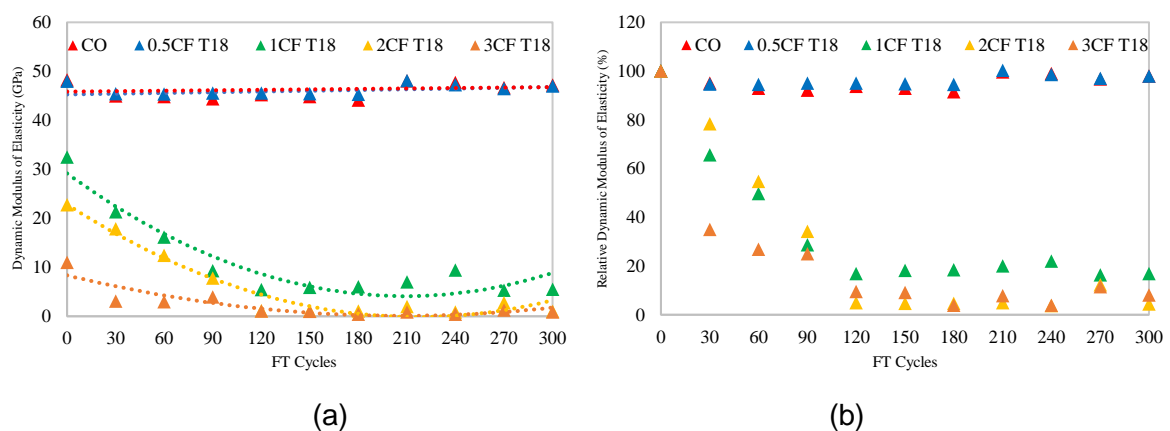 60
50
40
30
20
10
0
Dynamic Modulus of Elasticity (GPa)
CO 0.5CF T18 1CF T18 2CF T18 3CF T18
0 30 60 90 120 150 180 210 240 270 300
FT Cycles
(a)
120
100
80
60
40
20
0
Relative Dynamic Modulus of Elasticity (%)
CO 0.5CF T18 1CF T18 2CF T18 3CF T18
0 30 60 90 120 150 180 210 240 270 300
FT Cycles
(b)